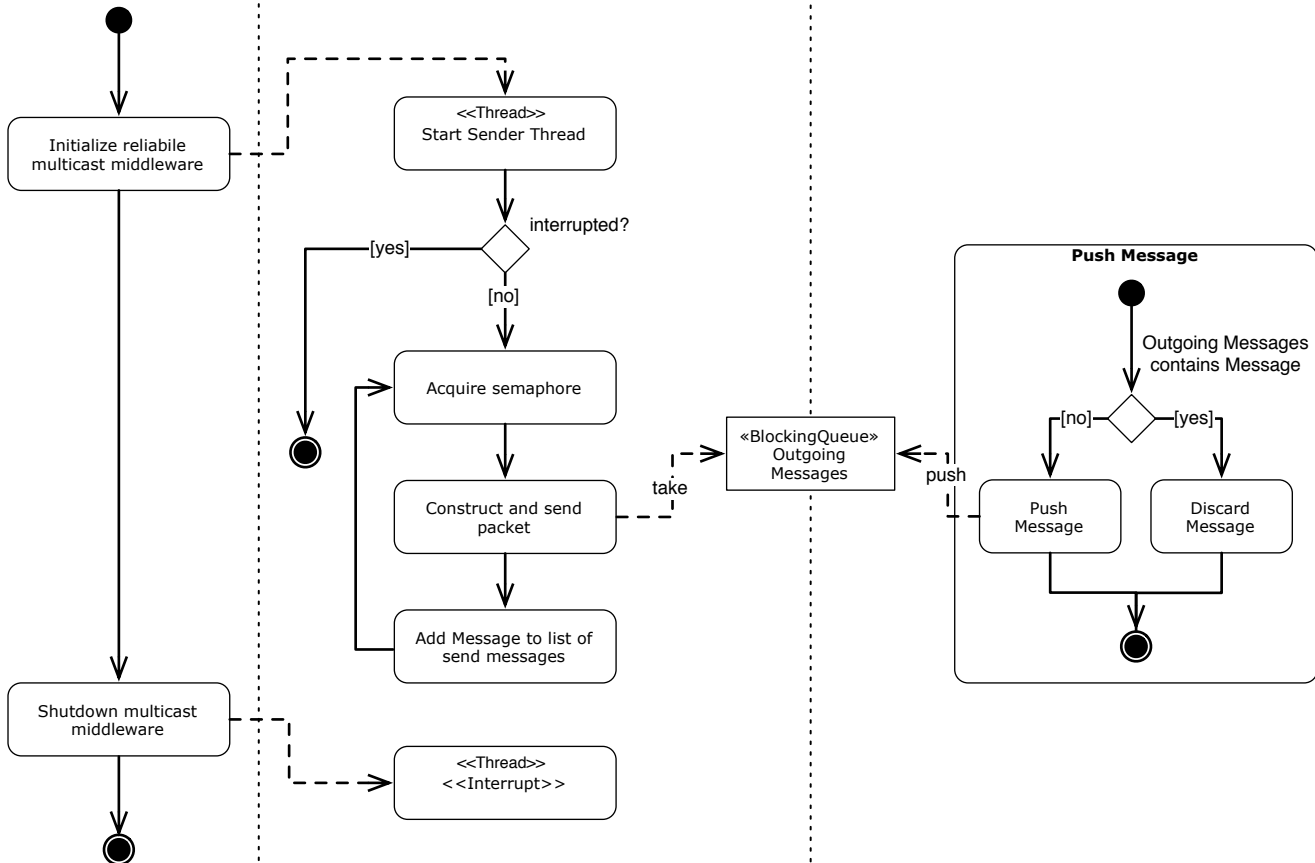 Initialize reliabile
multicast middleware
Shutdown multicast
middleware
<<Thread>>
Start Sender Thread
interrupted?
[yes]
[no]
Acquire semaphore
Construct and send
packet
Add Message to list of
send messages
<<Thread>>
<<Interrupt>>
take
«BlockingQueue»
Outgoing
Messages
push
Push Message
Outgoing Messages
contains Message
[no]
[yes]
Push
Message
Discard
Message